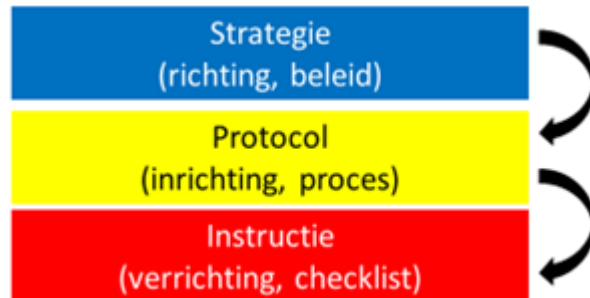 Strategie
(richting, beleid)
Protocol
(inrichting, proces)
Instructie
(verrichting, checklist)